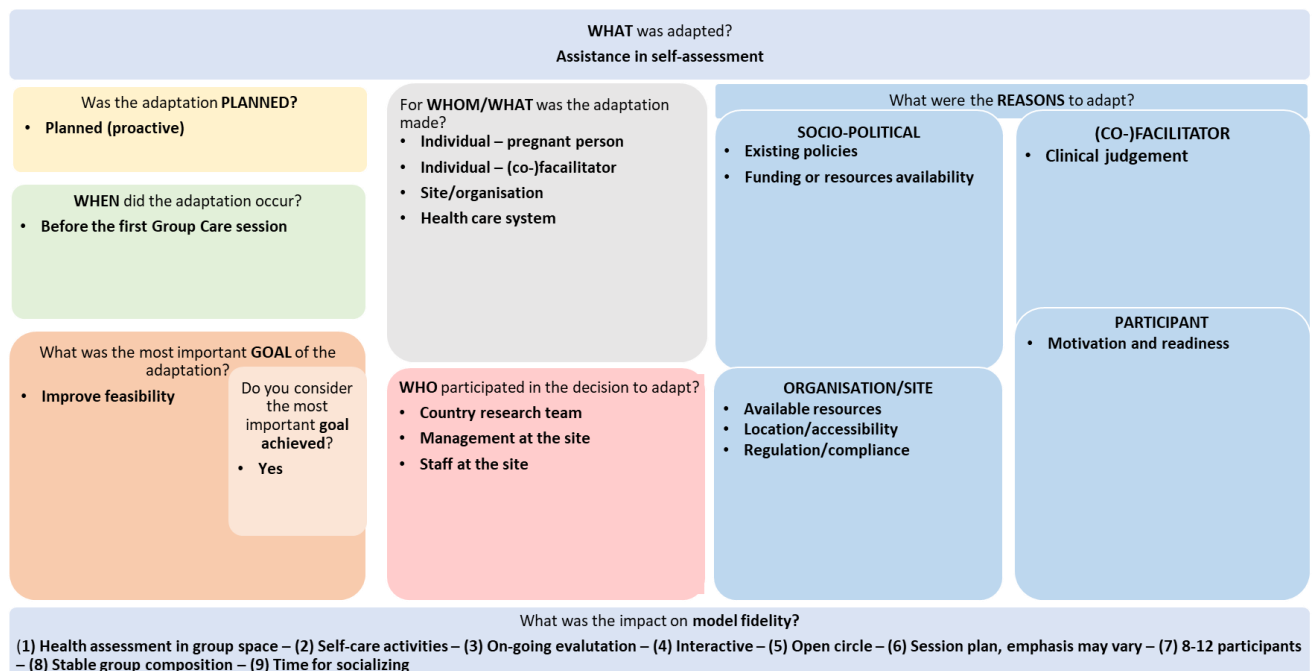 WHAT was adapted?
Assistance in self-assessment
Was the adaptation PLANNED?
• Planned (proactive)
WHEN did the adaptation occur?
• Before the first Group Care session
What was the most important GOAL of the
adaptation?
• Improve feasibility
Do you consider
the most
important goal
achieved?
• Yes
For WHOM/WHAT was the adaptation
made?
• Individual – pregnant person
• Individual – (co-)facailitator
• Site/organisation
• Health care system
WHO participated in the decision to adapt?
• Country research team
• Management at the site
• Staff at the site
What were the REASONS to adapt?
SOCIO-POLITICAL
• Existing policies
• Funding or resources availability
(CO-)FACILITATOR
• Clinical judgement
ORGANISATION/SITE
• Available resources
• Location/accessibility
• Regulation/compliance
PARTICIPANT
• Motivation and readiness
What was the impact on model fidelity?
(1) Health assessment in group space – (2) Self-care activities – (3) On-going evalutation – (4) Interactive – (5) Open circle – (6) Session plan, emphasis may vary – (7) 8-12 participants
– (8) Stable group composition – (9) Time for socializing